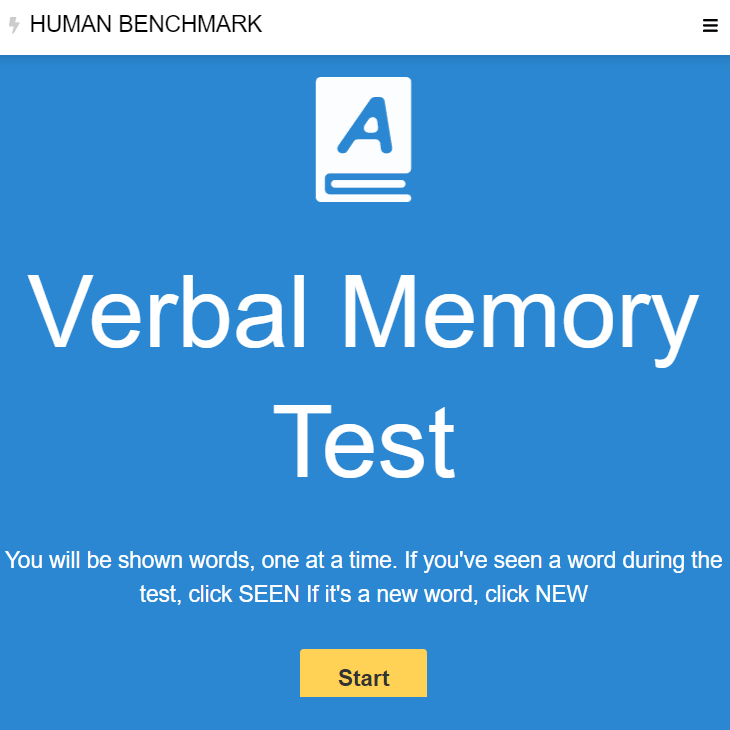 HUMAN BENCHMARK
A
Verbal Memory
Test
You will be shown words, one at a time. If you've seen a word during the
test, click SEEN If it's a new word, click NEW
Start